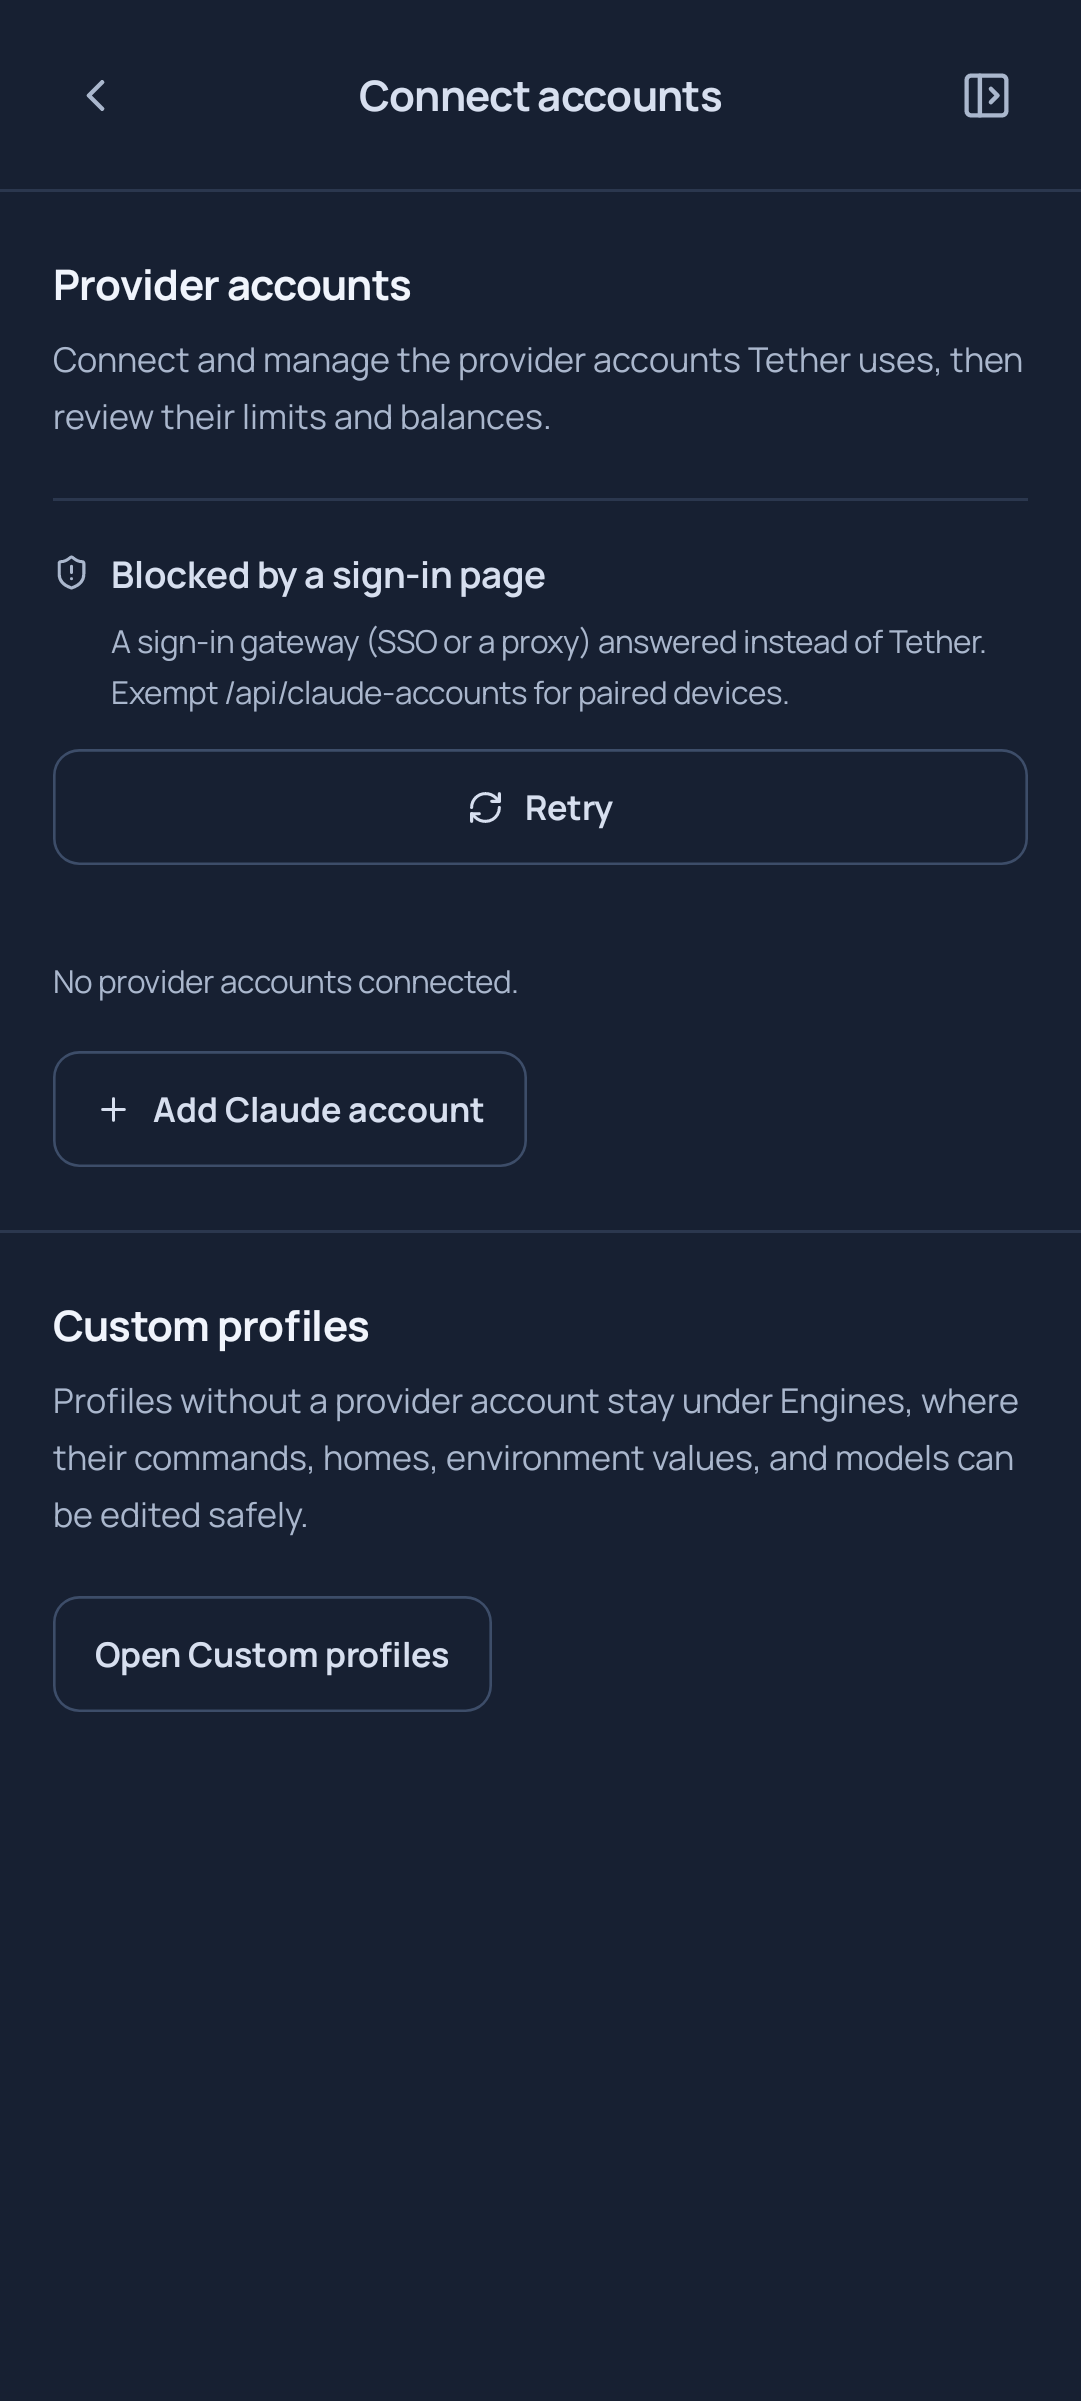 Connect accounts
Provider accounts
Connect and manage the provider accounts Tether uses, then
review their limits and balances.
Blocked by a sign-in page
A sign-in gateway (SSO or a proxy) answered instead of Tether.
Exempt /api/claude-accounts for paired devices.
Retry
No provider accounts connected.
Add Claude account
Custom profiles
Profiles without a provider account stay under Engines, where
their commands, homes, environment values, and models can
be edited safely.
Open Custom profiles